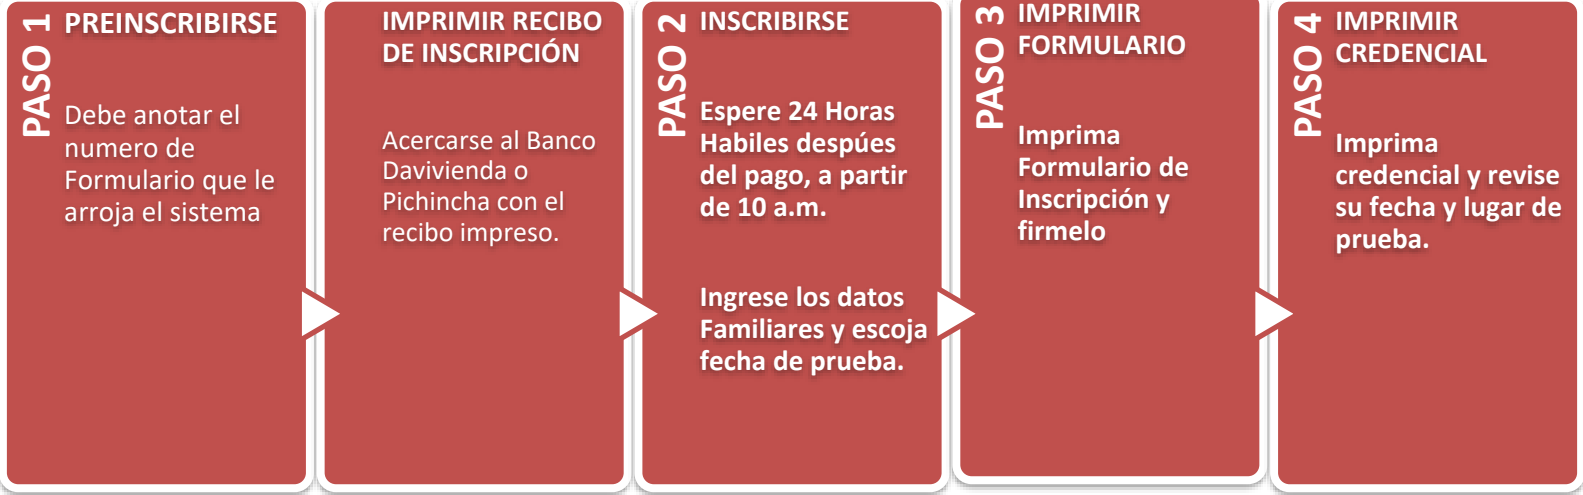 PASO 1
PREINSCRIBIRSE
Debe anotar el
numero de
Formulario que le
arroja el sistema
IMPRIMIR RECIBO
DE INSCRIPCIÓN
Acercarse al Banco
Davivienda o
Pichincha con el
recibo impreso.
PASO 2
INSCRIBIRSE
Espere 24 Horas
Habiles despúes
del pago, a partir
de 10 a.m.
Ingrese los datos
Familiares y escoja
fecha de prueba.
PASO 3
IMPRIMIR
FORMULARIO
Imprima
Formulario de
Inscripción y
firmelo
PASO 4
IMPRIMIR
CREDENCIAL
Imprima
credencial y revise
su fecha y lugar de
prueba.